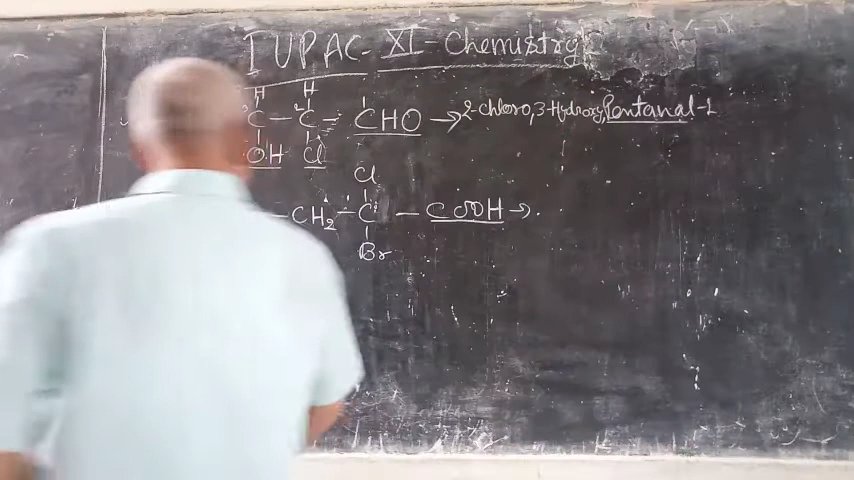 IUPAC - XI - Chemistry
H H
C - C - CHO → 2-chloro, 3-Hydroxy, Pentanal-1
OH Cl
Cl
- CH2 - C - COOH →
Br